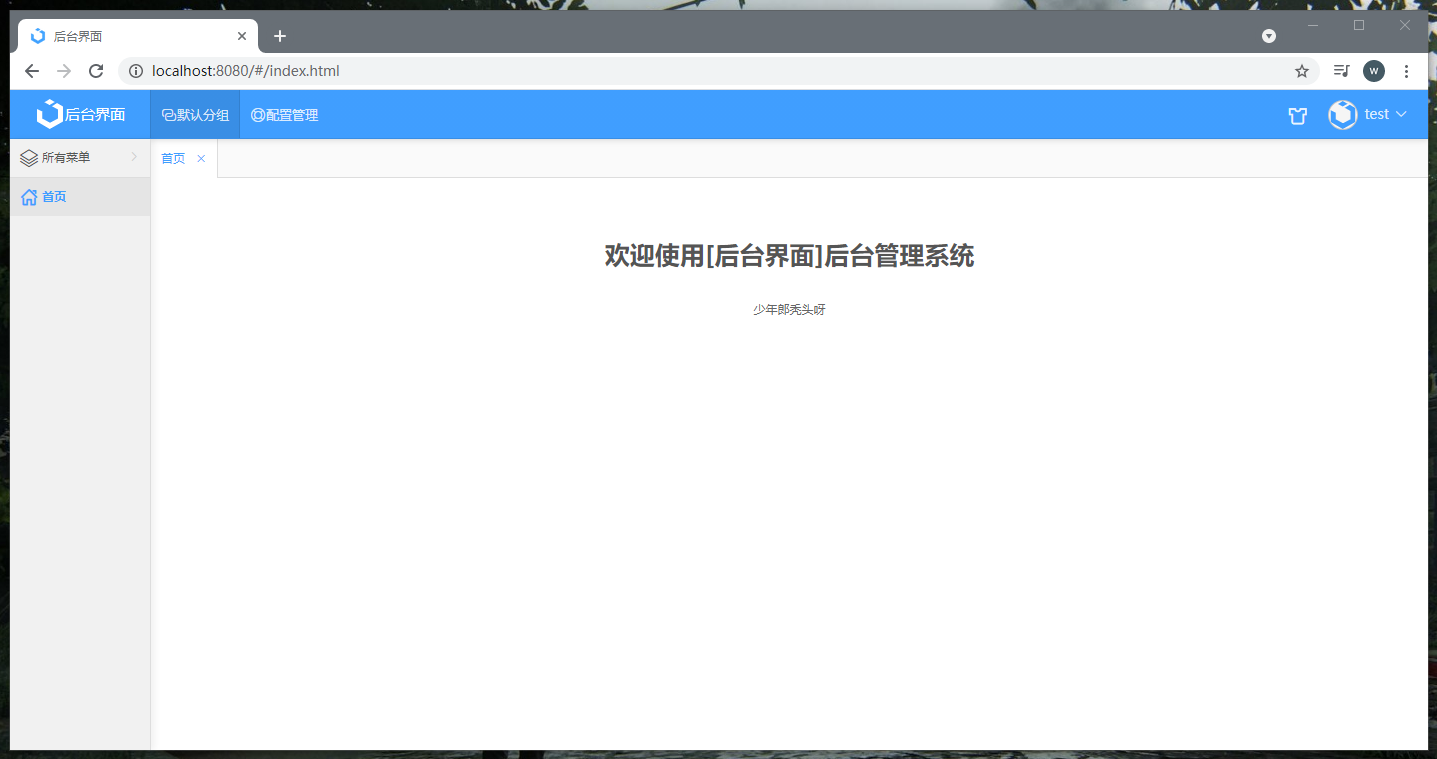 后台界面
localhost:8080/#/index.html
W
后台界面 默认分组 配置管理 test
所有菜单
首页
首页
欢迎使用[后台界面]后台管理系统
少年郎秃头呀